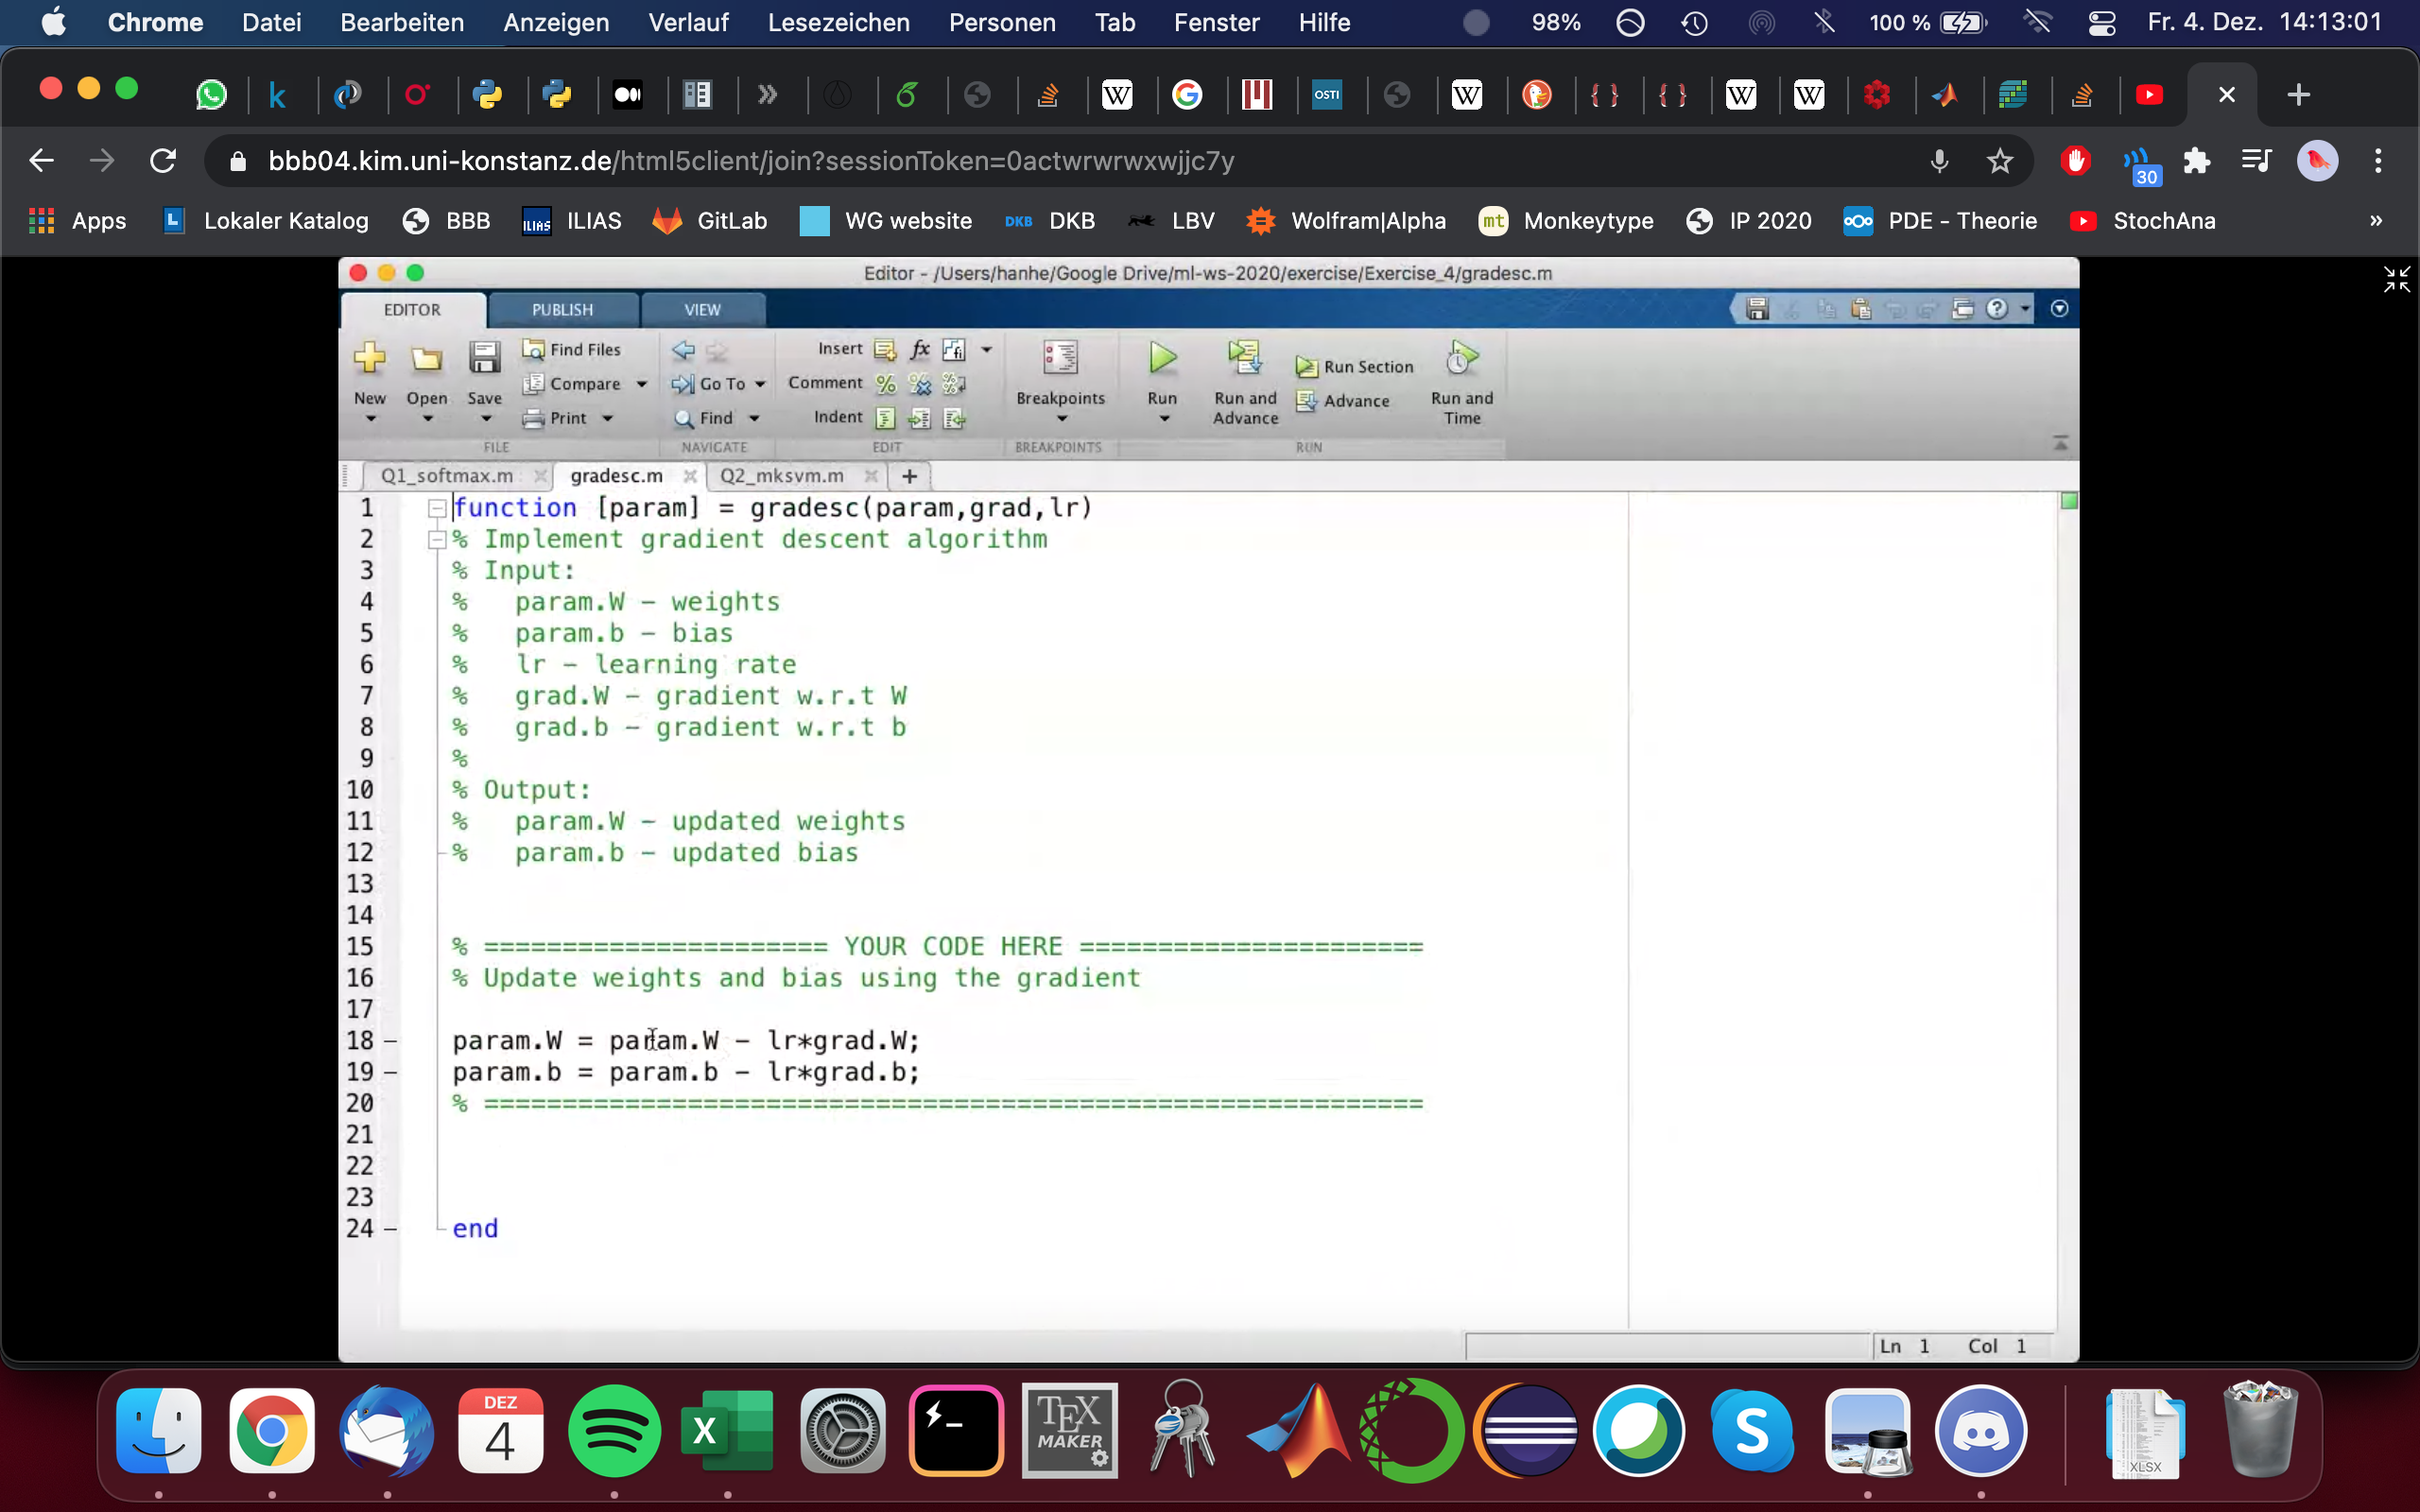 Chrome Datei Bearbeiten Anzeigen Verlauf Lesezeichen Personen Tab Fenster Hilfe 98% 100 % Fr. 4. Dez. 14:13:01
OSTI
bbb04.kim.uni-konstanz.de/html5client/join?sessionToken=0actwrwrwxwjjc7y 30
Apps Lokaler Katalog BBB ILIAS ILIAS GitLab WG website DKB DKB LBV Wolfram|Alpha mt Monkeytype IP 2020 PDE - Theorie StochAna »
Editor - /Users/hanhe/Google Drive/ml-ws-2020/exercise/Exercise_4/gradesc.m
EDITOR PUBLISH VIEW
New Open Save Find Files Compare Print Go To Find Insert fx Comment Indent Breakpoints Run Run and Advance Run Section Advance Run and Time
FILE NAVIGATE EDIT BREAKPOINTS RUN
Q1_softmax.m gradesc.m Q2_mksvm.m +
1 function [param] = gradesc(param,grad,lr)
2 % Implement gradient descent algorithm
3 % Input:
4 %   param.W - weights
5 %   param.b - bias
6 %   lr - learning rate
7 %   grad.W - gradient w.r.t W
8 %   grad.b - gradient w.r.t b
9 %
10 % Output:
11 %   param.W - updated weights
12 %   param.b - updated bias
13
14
15 % ====================== YOUR CODE HERE ======================
16 % Update weights and bias using the gradient
17
18 – param.W = param.W - lr*grad.W;
19 – param.b = param.b - lr*grad.b;
20 % ============================================================
21
22
23
24 – end
Ln 1 Col 1
DEZ
4
X
TEX
MAKER
S
XLSX